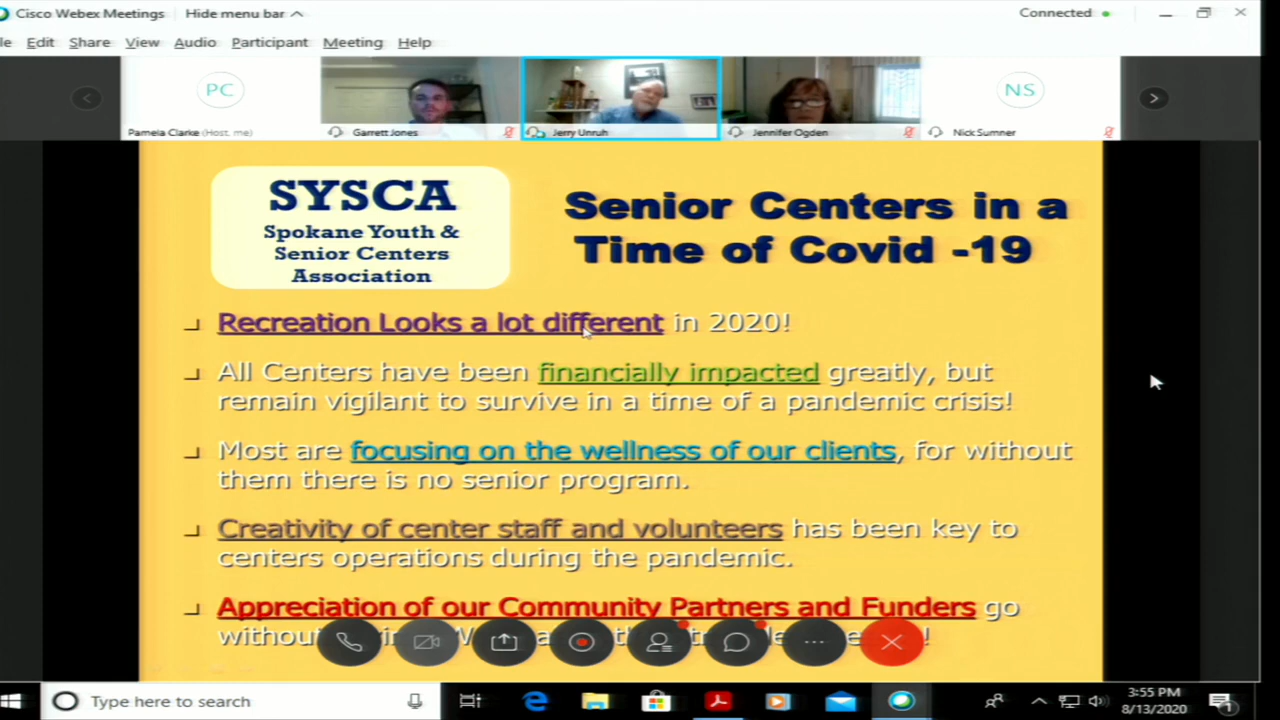 Cisco Webex Meetings Hide menu bar Connected
Edit Share View Audio Participant Meeting Help
PC NS
Pamela Clarke (Host, me) Garrett Jones Jerry Unruh Jennifer Ogden Nick Sumner
SYSCA
Spokane Youth &
Senior Centers
Association
Senior Centers in a
Time of Covid -19
Recreation Looks a lot different in 2020!
All Centers have been financially impacted greatly, but
remain vigilant to survive in a time of a pandemic crisis!
Most are focusing on the wellness of our clients, for without
them there is no senior program.
Creativity of center staff and volunteers has been key to
centers operations during the pandemic.
Appreciation of our Community Partners and Funders go
without
Type here to search
3:55 PM
8/13/2020
1